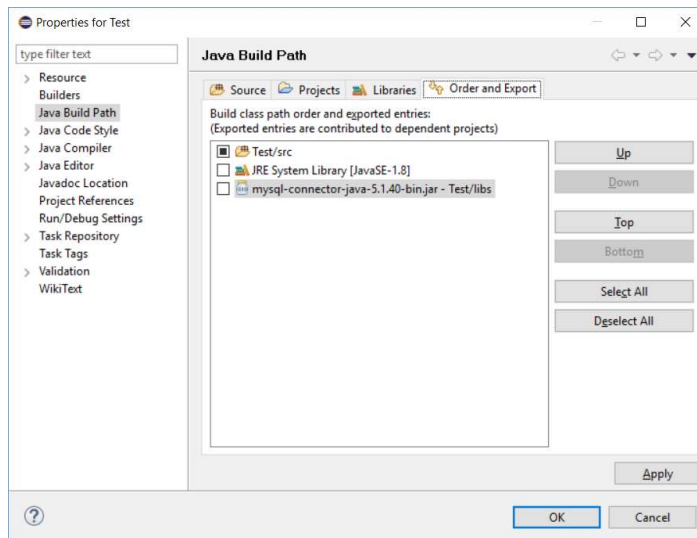 Properties for Test
type filter text
Resource
Builders
Java Build Path
Java Code Style
Java Compiler
Java Editor
Javadoc Location
Project References
Run/Debug Settings
Task Repository
Task Tags
Validation
WikiText
Java Build Path
Source Projects Libraries Order and Export
Build class path order and exported entries:
(Exported entries are contributed to dependent projects)
Test/src
JRE System Library [JavaSE-1.8]
mysql-connector-java-5.1.40-bin.jar - Test/libs
Up
Down
Top
Bottom
Select All
Deselect All
Apply
OK Cancel